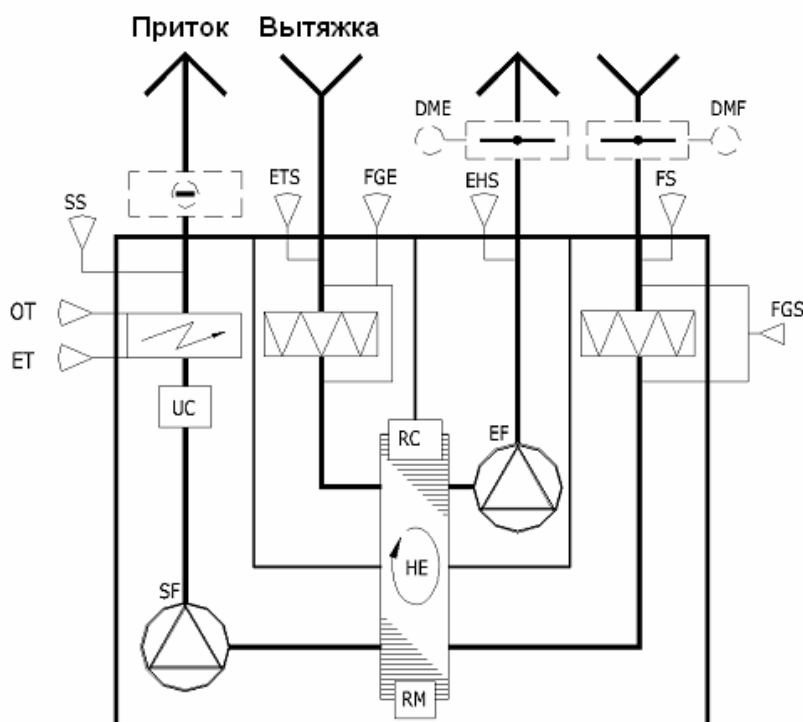 Приток Вытяжка
DME DMF
ETS FGE EHS FS
SS
OT
FGS
ET
UC
RC EF
HE
SF
RM